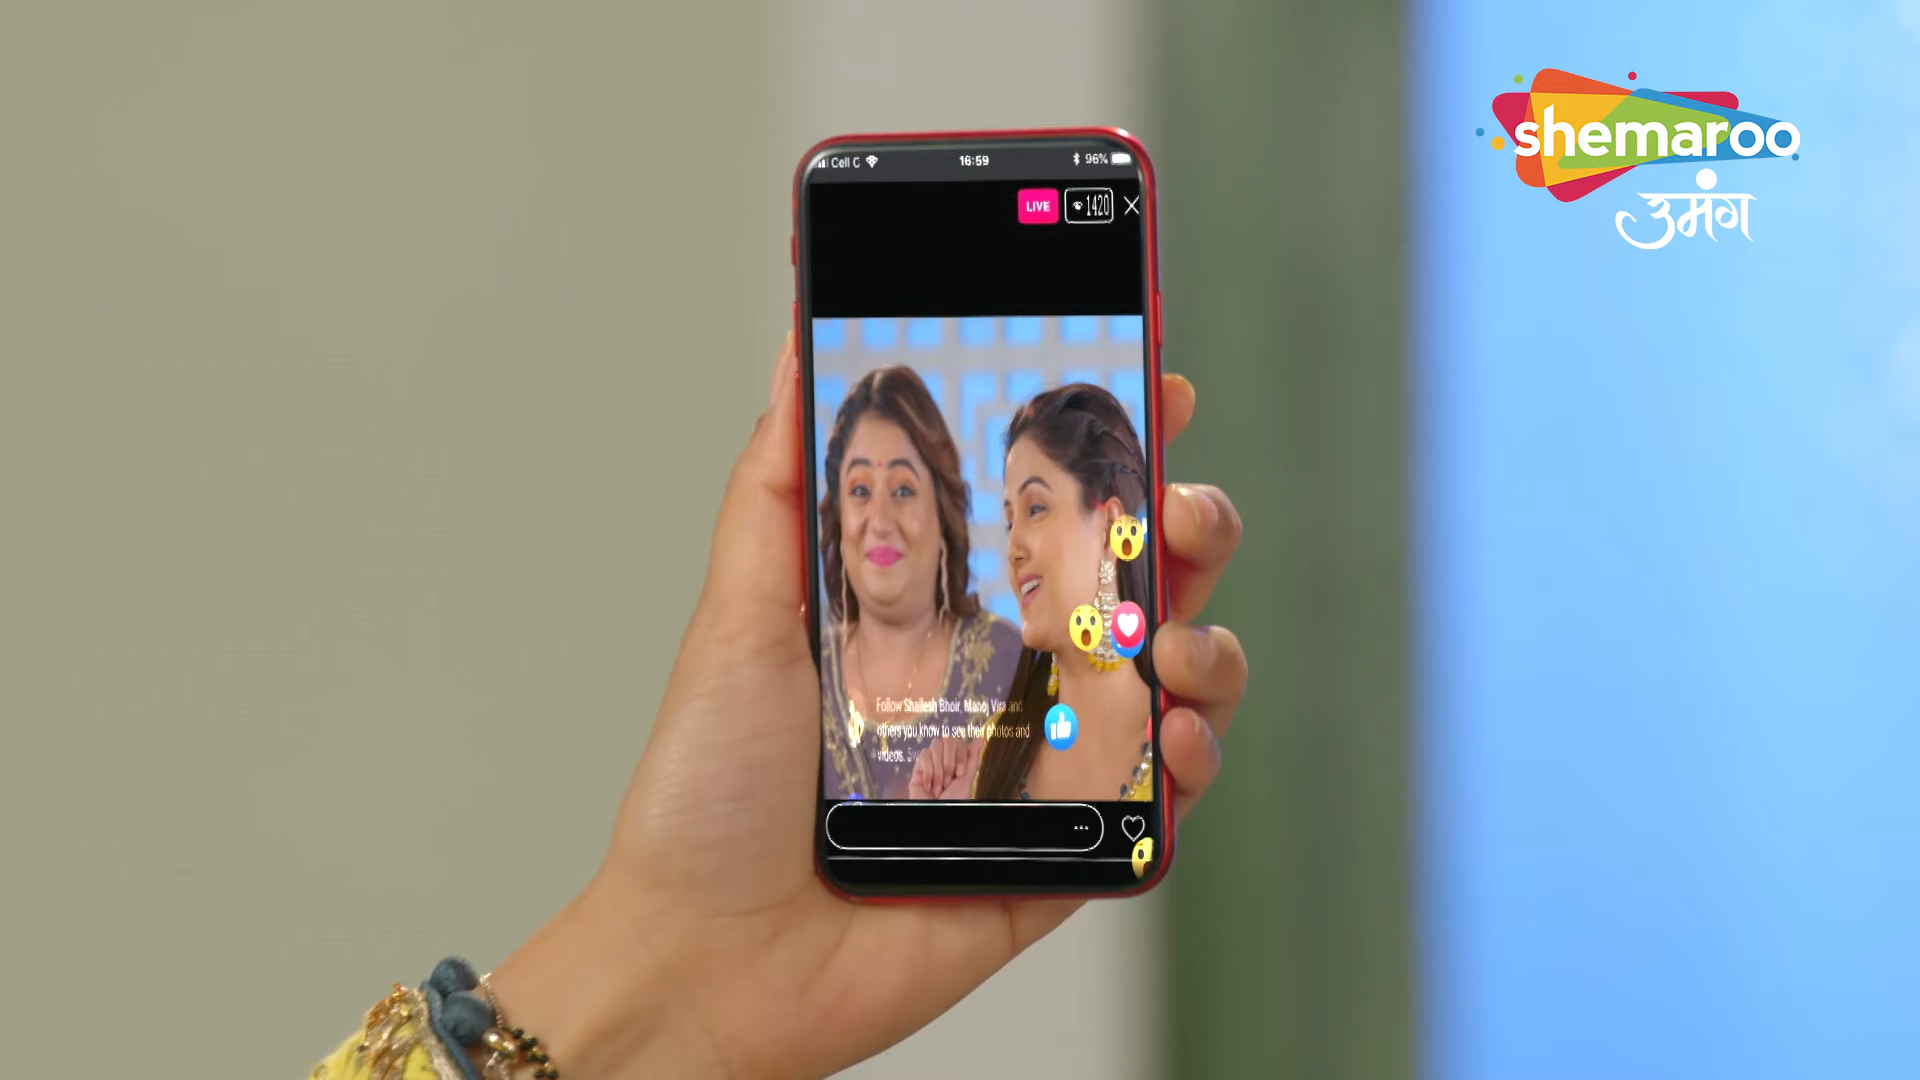 shemaroo
उमंग
Cell C 16:59 96%
LIVE 1420
Follow Shailesh Bhoir, Manoj, Vira and
others you know to see their photos and
videos.